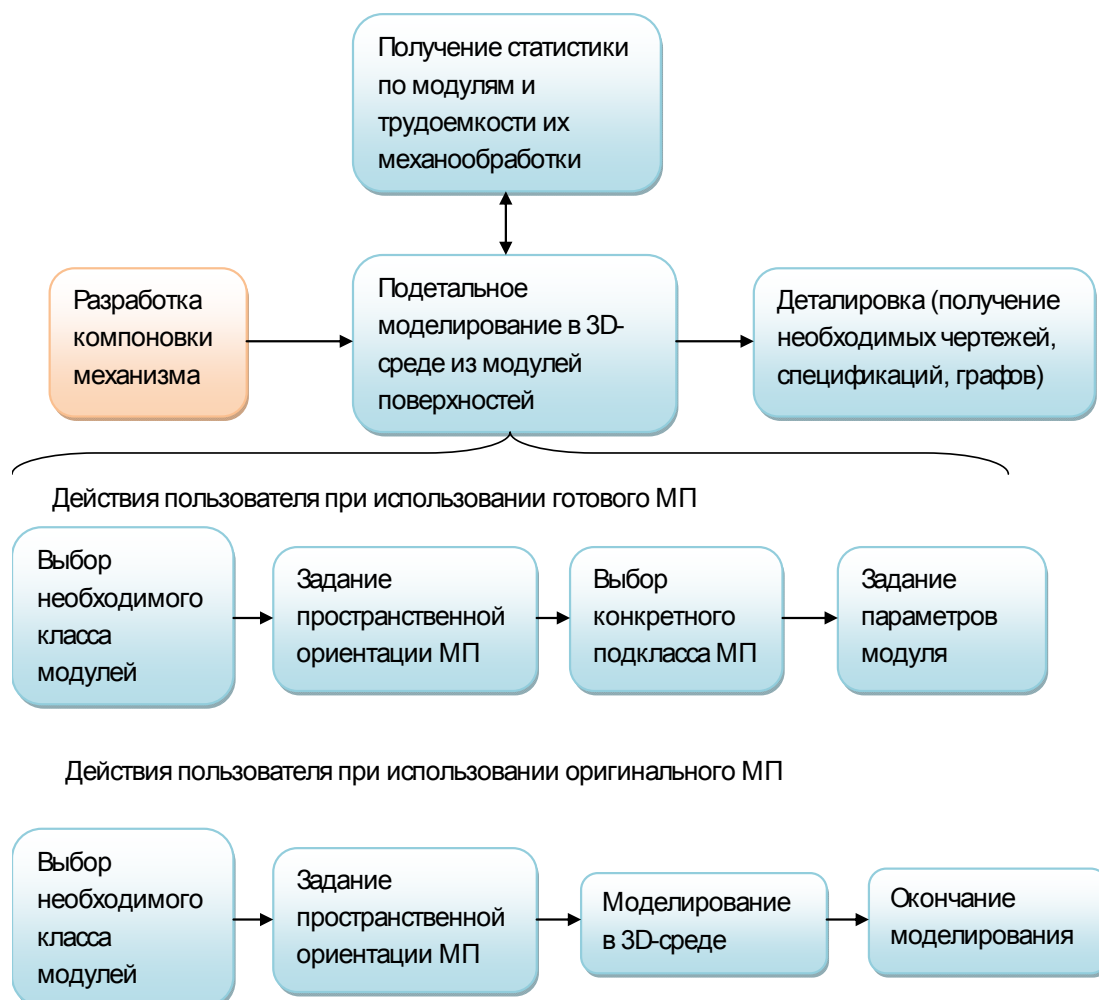 Получение статистики
по модулям и
трудоемкости их
механообработки
Разработка
компоновки
механизма
Подетальное
моделирование в 3D-
среде из модулей
поверхностей
Деталировка (получение
необходимых чертежей,
спецификаций, графов)
Действия пользователя при использовании готового МП
Выбор
необходимого
класса
модулей
Задание
пространственной
ориентации МП
Выбор
конкретного
подкласса МП
Задание
параметров
модуля
Действия пользователя при использовании оригинального МП
Выбор
необходимого
класса
модулей
Задание
пространственной
ориентации МП
Моделирование
в 3D-среде
Окончание
моделирования